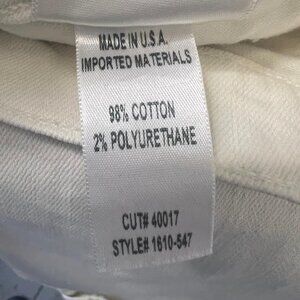 MADE IN U.S.A.
IMPORTED MATERIALS
98% COTTON
2% POLYURETHANE
CUT# 40017
STYLE# 1610-547